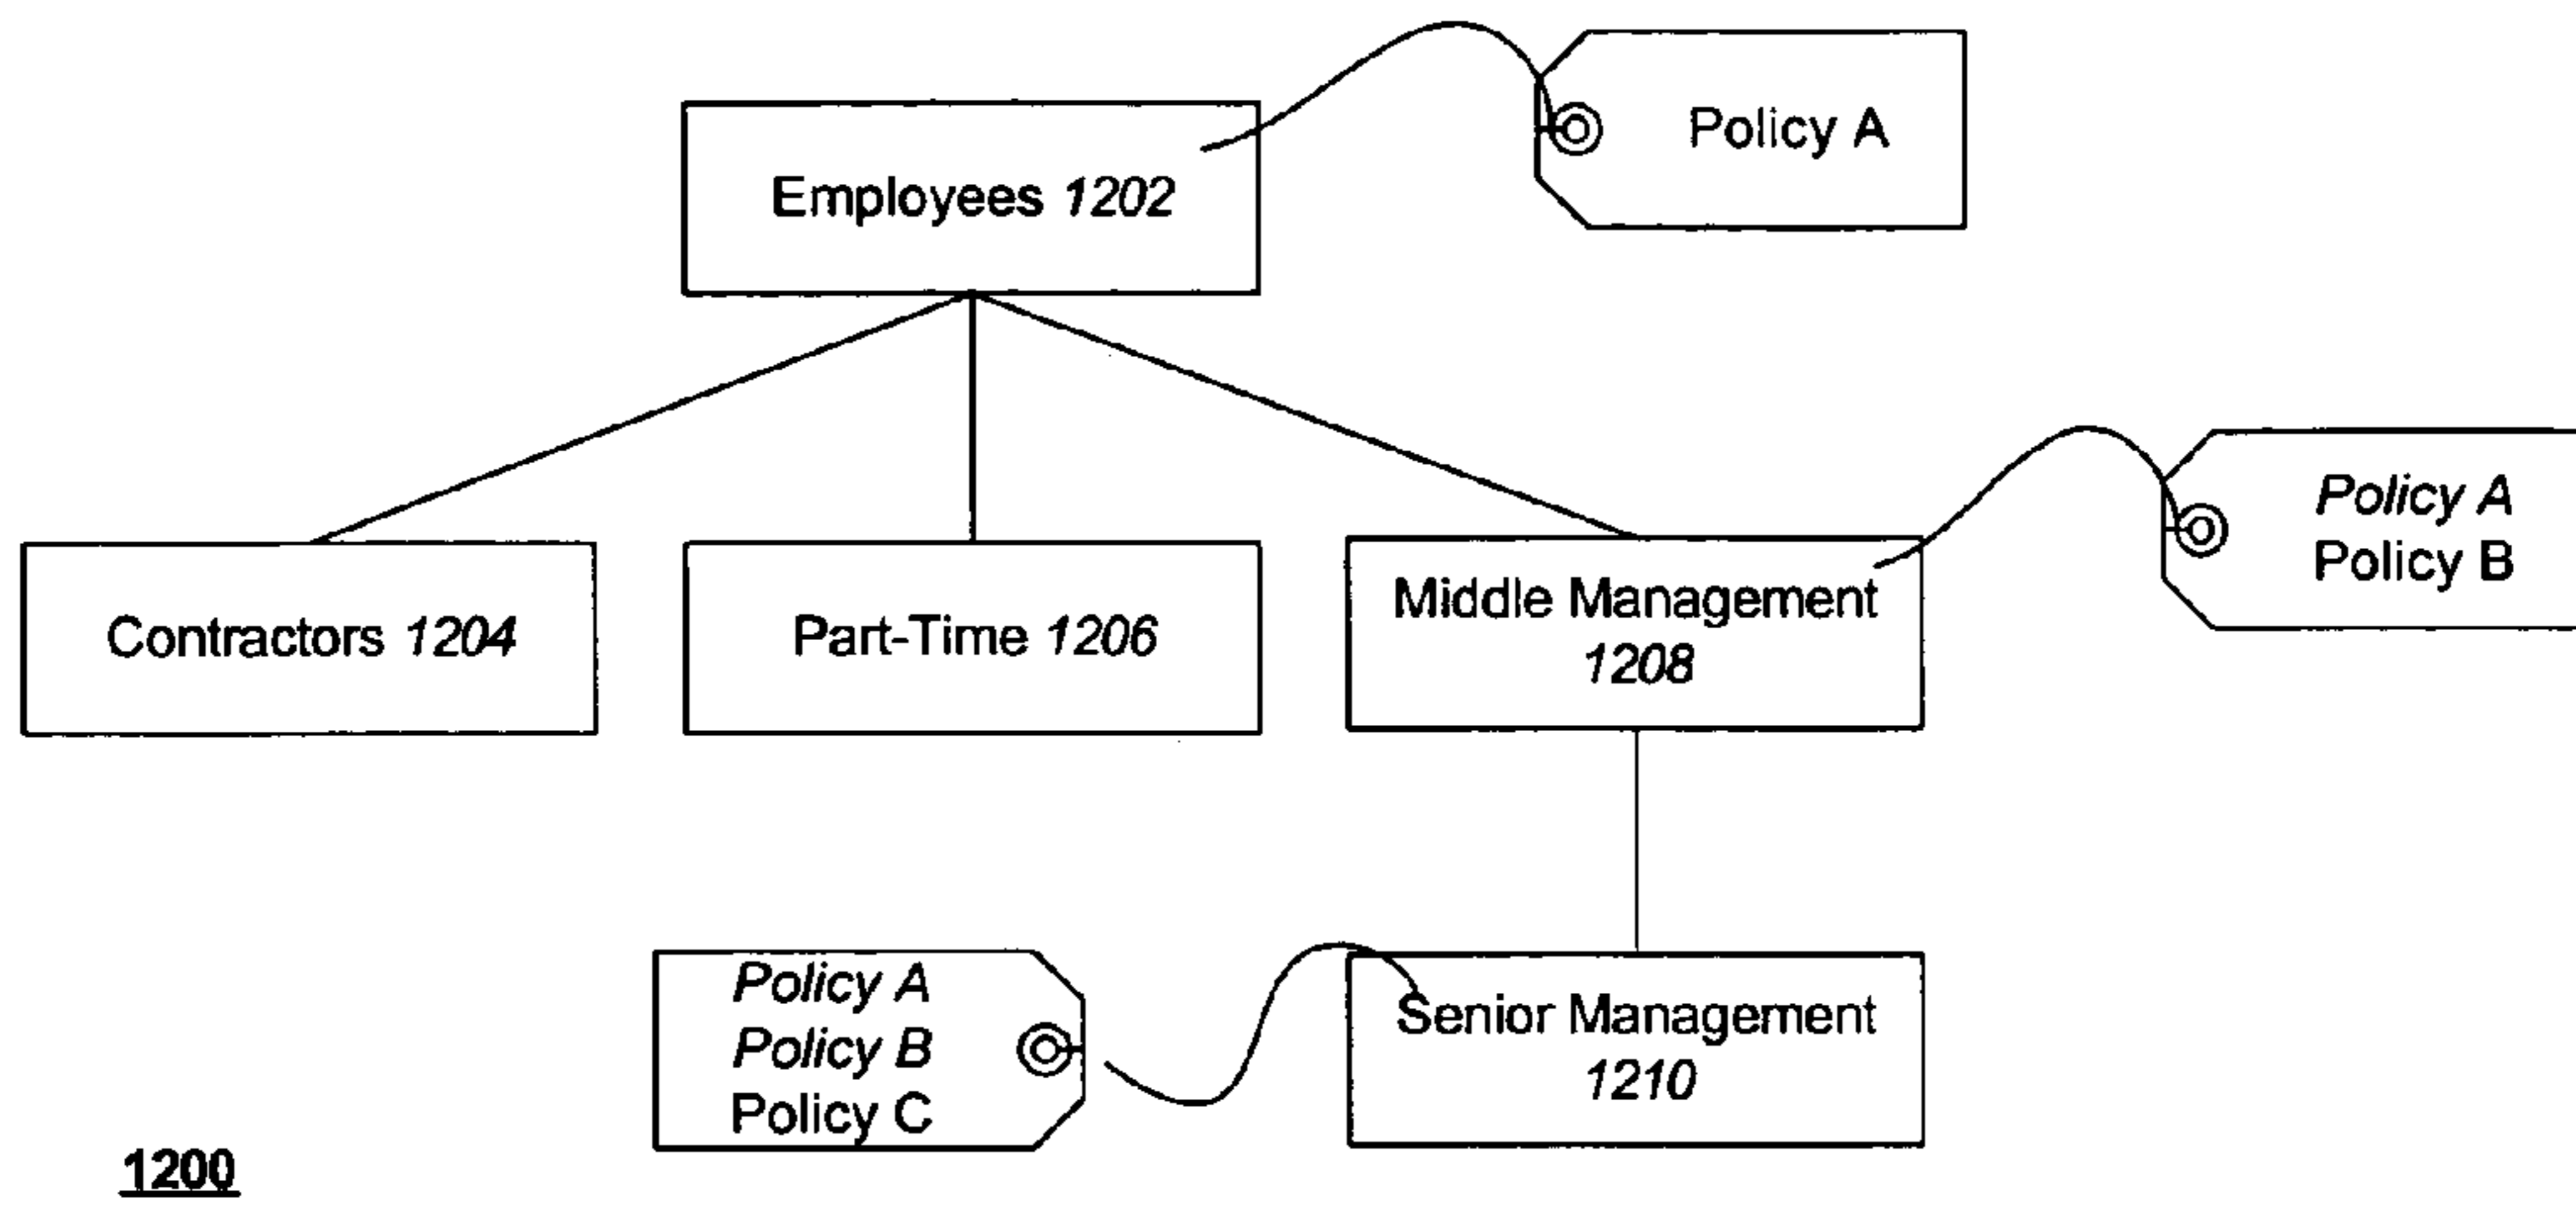 Policy A
Employees 1202
Policy A
Policy B
Contractors 1204
Part-Time 1206
Middle Management
1208
Policy A
Policy B
Policy C
Senior Management
1210
1200